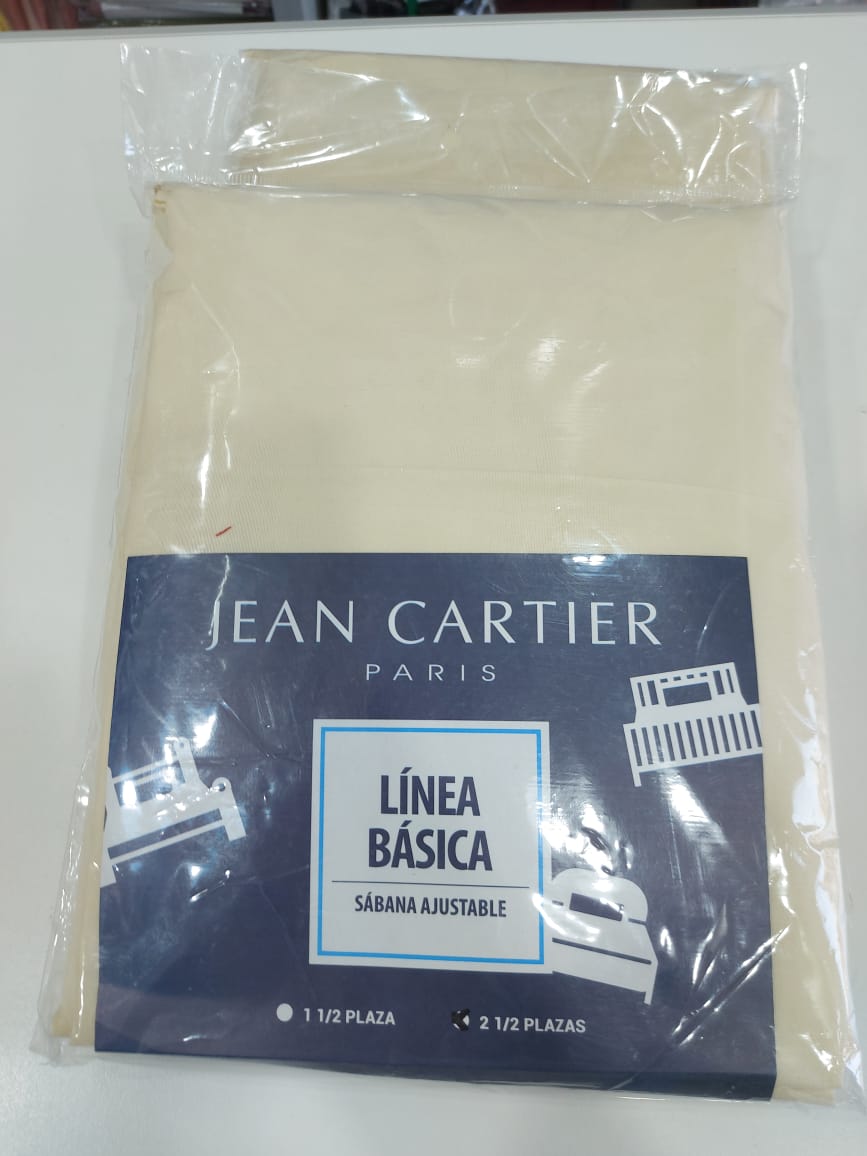 JEAN CARTIER
PARIS
LÍNEA
BÁSICA
SÁBANA AJUSTABLE
1 1/2 PLAZA
2 1/2 PLAZAS